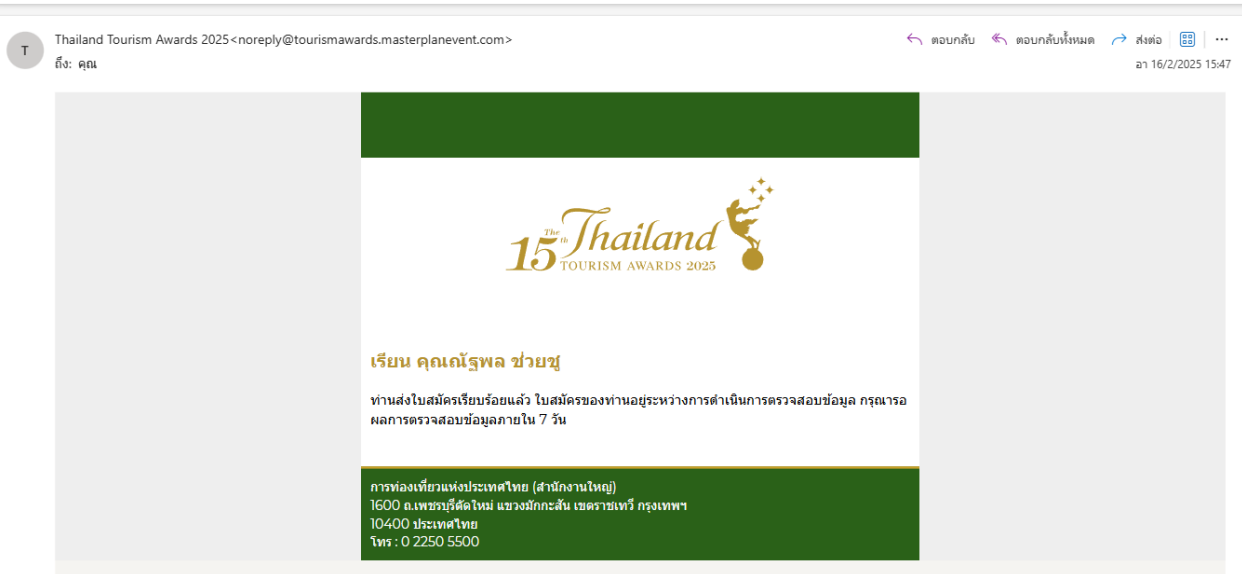 T
Thailand Tourism Awards 2025<noreply@tourismawards.masterplanevent.com>
ตอบกลับ ตอบกลับทั้งหมด ส่งต่อ
ถึง: คุณ
อา 16/2/2025 15:47
The 15th Thailand
TOURISM AWARDS 2025
เรียน คุณณัฐพล ช่วยชู
ท่านส่งใบสมัครเรียบร้อยแล้ว ใบสมัครของท่านอยู่ระหว่างการดำเนินการตรวจสอบข้อมูล กรุณารอ
ผลการตรวจสอบข้อมูลภายใน 7 วัน
การท่องเที่ยวแห่งประเทศไทย (สำนักงานใหญ่)
1600 ถ.เพชรบุรีตัดใหม่ แขวงมักกะสัน เขตราชเทวี กรุงเทพฯ
10400 ประเทศไทย
โทร : 0 2250 5500